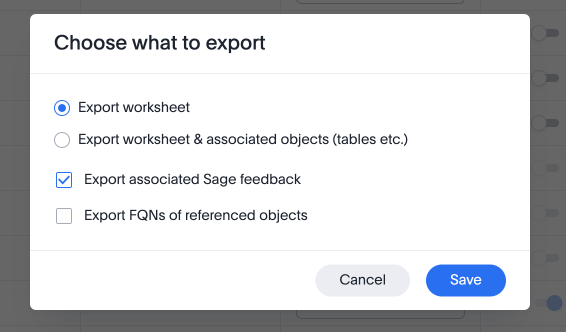 Choose what to export
Export worksheet
Export worksheet & associated objects (tables etc.)
Export associated Sage feedback
Export FQNs of referenced objects
Cancel
Save